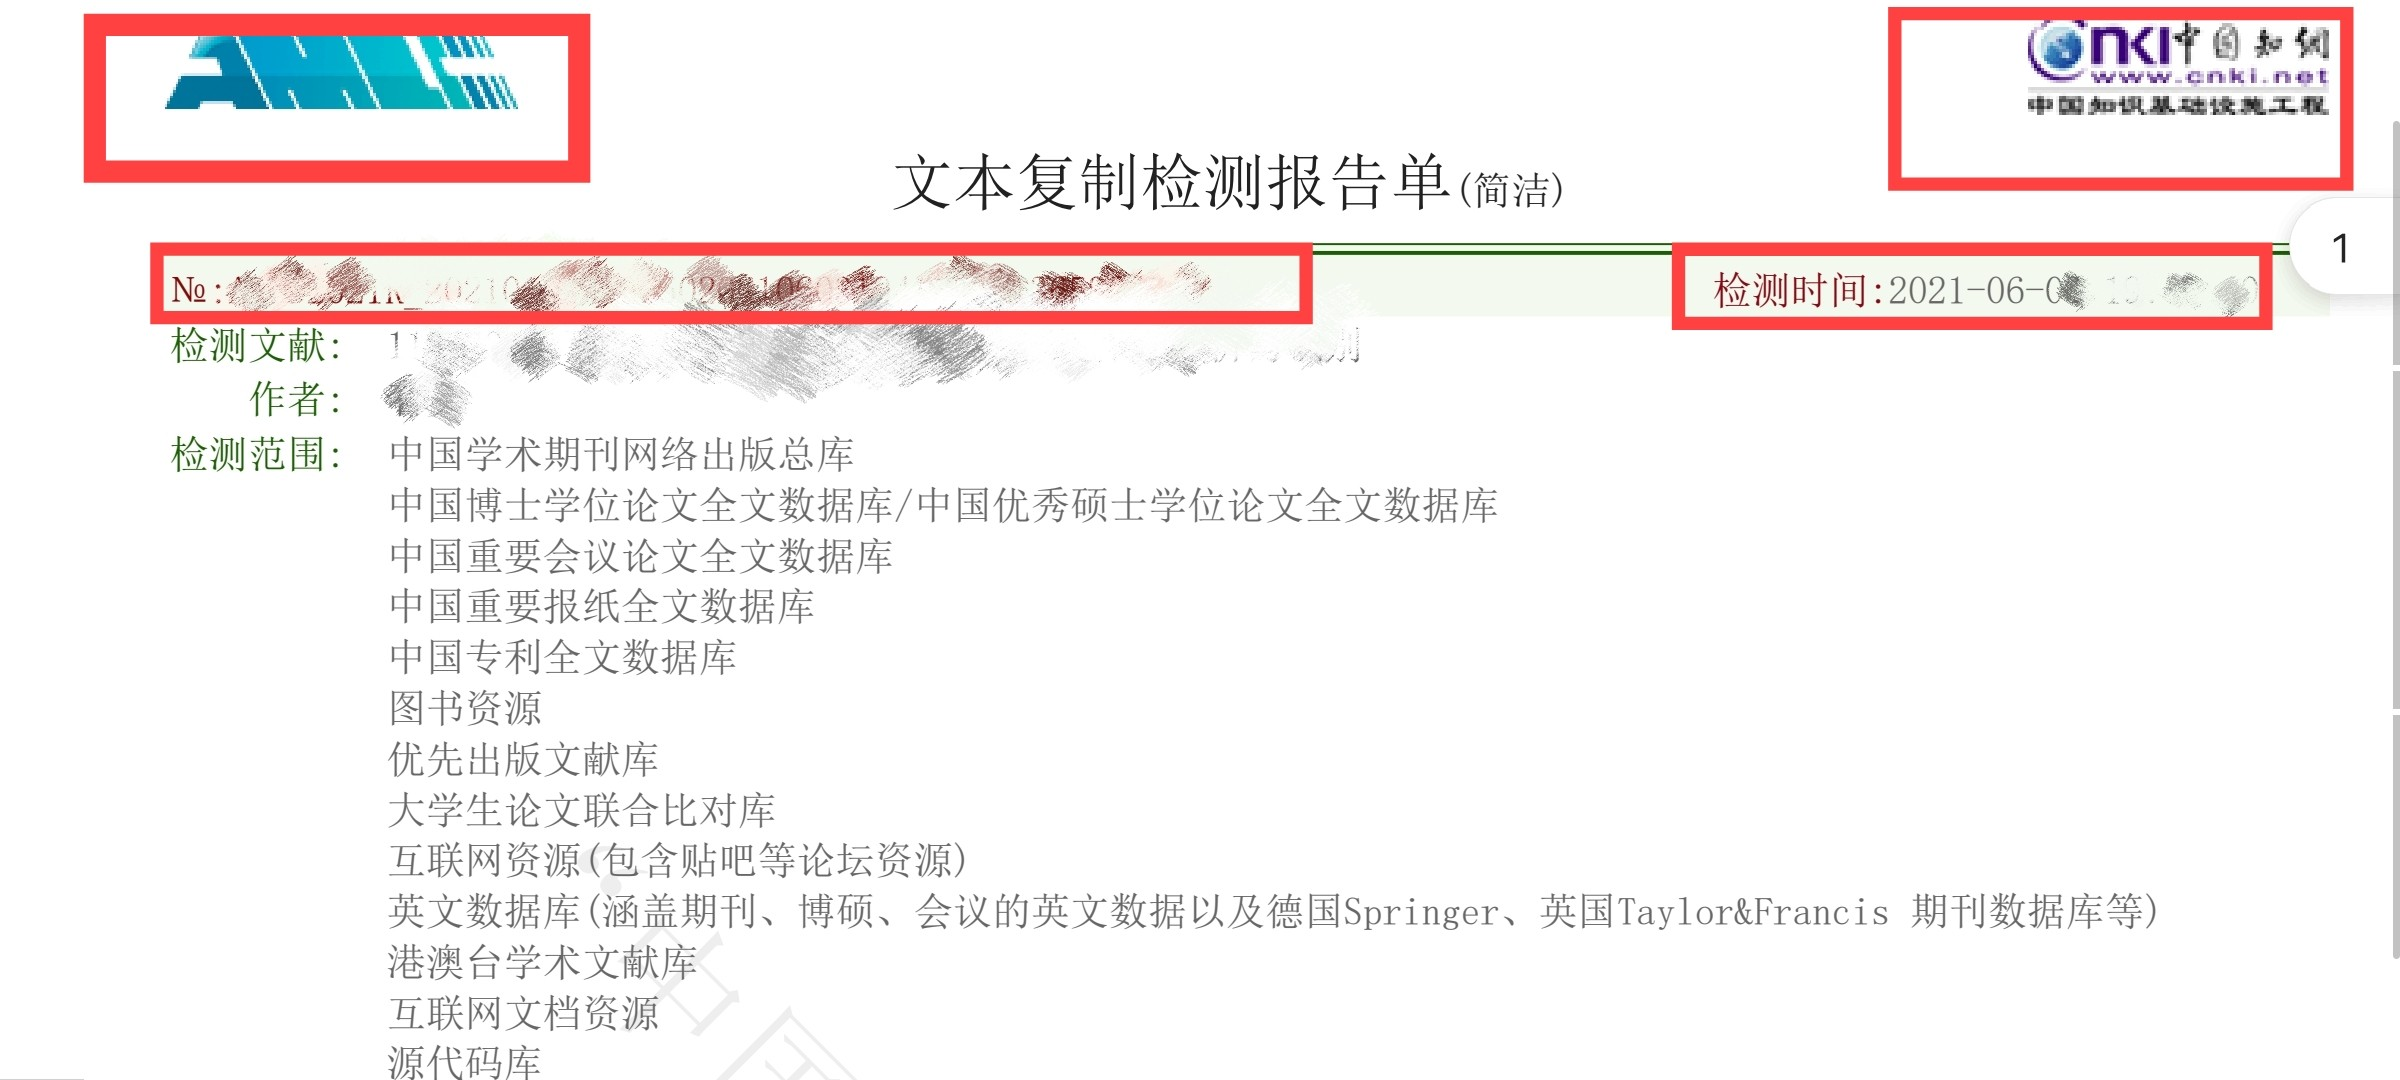 AMLC
cnki中国知网
www.cnki.net
中国知识基础设施工程
文本复制检测报告单(简洁)
1
№:
检测时间:2021-06-0
检测文献:
作者:
检测范围: 中国学术期刊网络出版总库
中国博士学位论文全文数据库/中国优秀硕士学位论文全文数据库
中国重要会议论文全文数据库
中国重要报纸全文数据库
中国专利全文数据库
图书资源
优先出版文献库
大学生论文联合比对库
互联网资源(包含贴吧等论坛资源)
英文数据库(涵盖期刊、博硕、会议的英文数据以及德国Springer、英国Taylor&Francis 期刊数据库等)
港澳台学术文献库
互联网文档资源
源代码库
中国